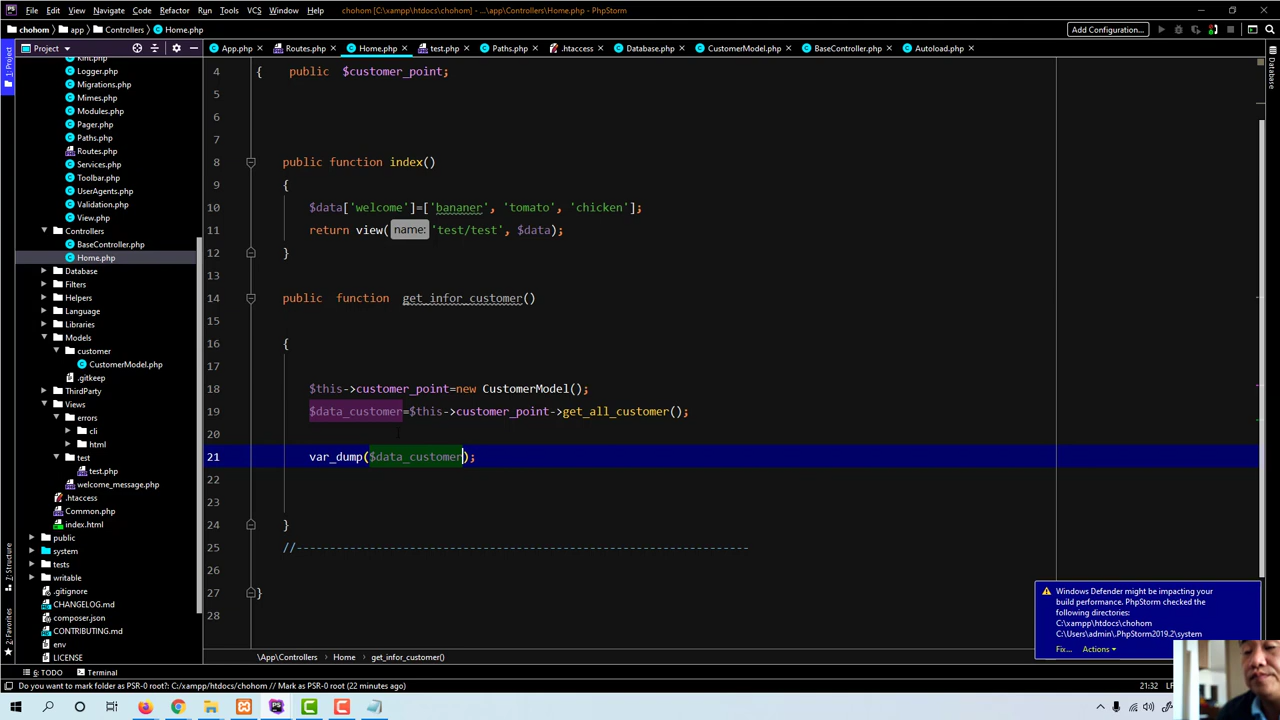 File Edit View Navigate Code Refactor Run Tools VCS Window Help chohom [C:\xampp\htdocs\chohom] - ...\app\Controllers\Home.php - PhpStorm
chohom app Controllers Home.php Add Configuration...
1: Project
Project
App.php Routes.php Home.php test.php Paths.php .htaccess Database.php CustomerModel.php BaseController.php Autoload.php
Database
Kint.php
Logger.php
Migrations.php
Mimes.php
Modules.php
Pager.php
Paths.php
Routes.php
Services.php
Toolbar.php
UserAgents.php
Validation.php
View.php
Controllers
BaseController.php
Home.php
Database
Filters
Helpers
Language
Libraries
Models
customer
CustomerModel.php
.gitkeep
ThirdParty
Views
errors
cli
html
test
test.php
welcome_message.php
.htaccess
Common.php
index.html
public
system
tests
writable
.gitignore
CHANGELOG.md
composer.json
CONTRIBUTING.md
env
LICENSE
7: Structure
2: Favorites
4 { public $customer_point;
5
6
7
8 public function index()
9 {
10 $data['welcome']=['bananer', 'tomato', 'chicken'];
11 return view( name: 'test/test', $data);
12 }
13
14 public function get_infor_customer()
15
16 {
17
18 $this->customer_point=new CustomerModel();
19 $data_customer=$this->customer_point->get_all_customer();
20
21 var_dump($data_customer);
22
23
24 }
25 //--------------------------------------------------------------------
26
27 }
28
Windows Defender might be impacting your
build performance. PhpStorm checked the
following directories:
C:\xampp\htdocs\chohom
C:\Users\admin\.PhpStorm2019.2\system
Fix... Actions
\App\Controllers Home get_infor_customer()
6: TODO Terminal
Do you want to mark folder as PSR-0 root?: C:/xampp/htdocs/chohom // Mark as PSR-0 root (22 minutes ago) 21:32